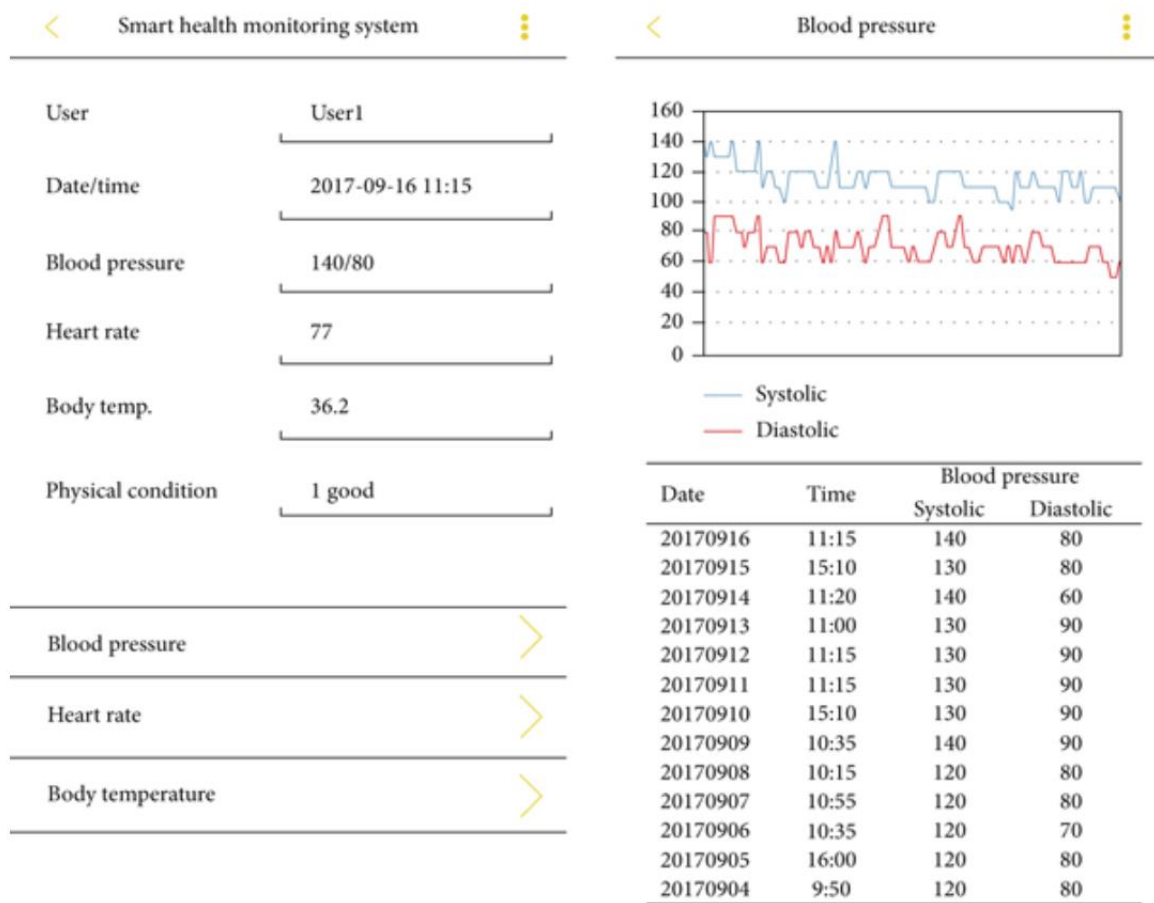 Smart health monitoring system
User User1
Date/time 2017-09-16 11:15
Blood pressure 140/80
Heart rate 77
Body temp. 36.2
Physical condition 1 good
Blood pressure
Heart rate
Body temperature
Blood pressure
160
140
120
100
80
60
40
20
0
Systolic
Diastolic
Date Time Blood pressure
Systolic Diastolic
20170916 11:15 140 80
20170915 15:10 130 80
20170914 11:20 140 60
20170913 11:00 130 90
20170912 11:15 130 90
20170911 11:15 130 90
20170910 15:10 130 90
20170909 10:35 140 90
20170908 10:15 120 80
20170907 10:55 120 80
20170906 10:35 120 70
20170905 16:00 120 80
20170904 9:50 120 80